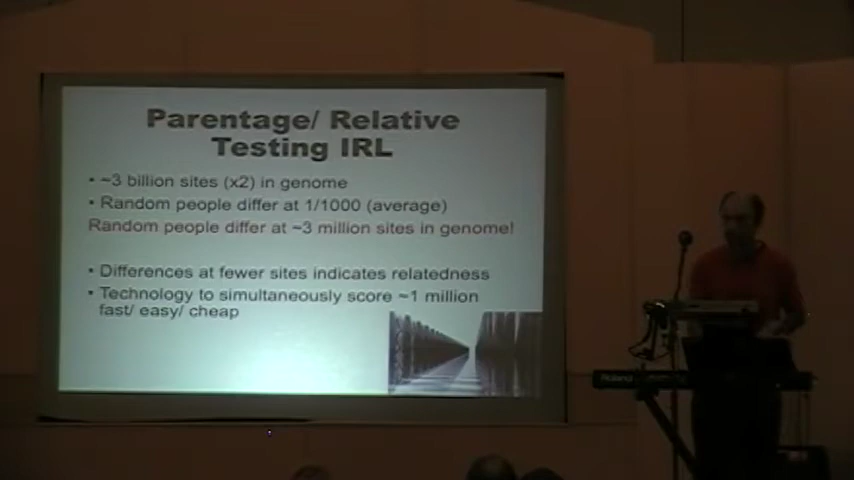 Parentage/ Relative
Testing IRL
• ~3 billion sites (x2) in genome
• Random people differ at 1/1000 (average)
Random people differ at ~3 million sites in genome!
• Differences at fewer sites indicates relatedness
• Technology to simultaneously score ~1 million
fast/ easy/ cheap
Roland